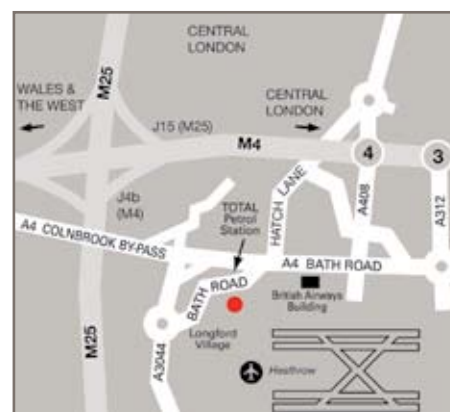 CENTRAL
LONDON
WALES &
THE WEST
M25
CENTRAL
LONDON
J15 (M25)
M4
4
3
J4b
(M4)
HATCH LANE
A408
A312
TOTAL
Petrol
Station
A4 COLNBROOK BY-PASS
A4 BATH ROAD
BATH ROAD
British Airways
Building
M25
A3044
Longford
Village
Heathrow